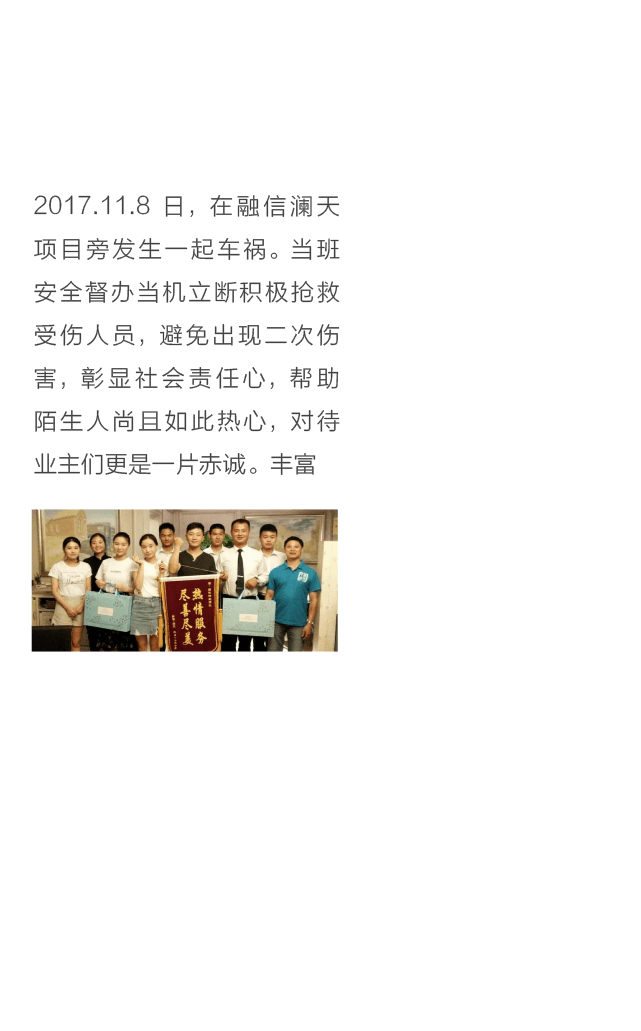 2017.11.8 日，在融信澜天
项目旁发生一起车祸。当班
安全督办当机立断积极抢救
受伤人员，避免出现二次伤
害，彰显社会责任心，帮助
陌生人尚且如此热心，对待
业主们更是一片赤诚。丰富
热情服务
尽善尽美